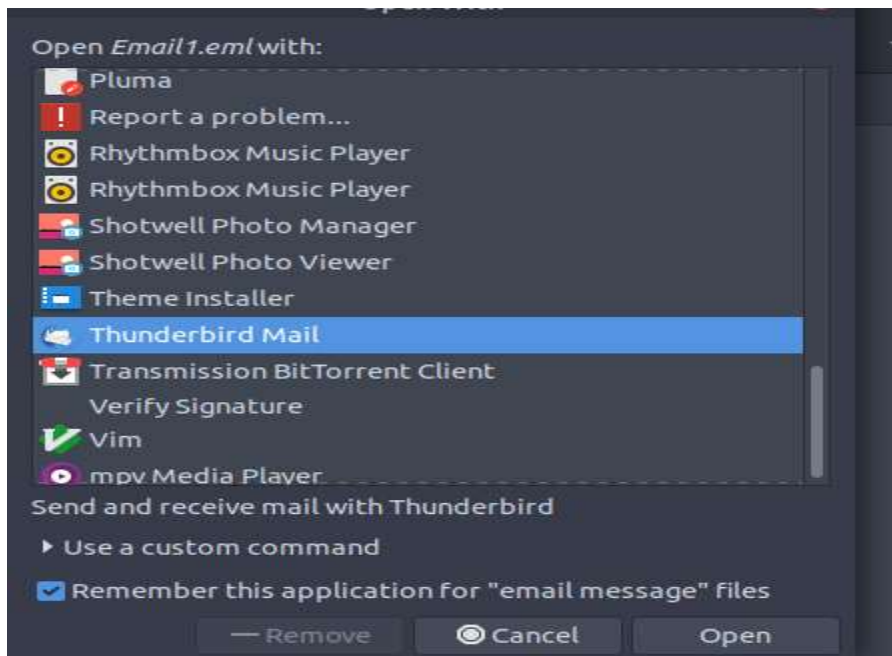 Open With
Open Email1.eml with:
Pluma
Report a problem...
Rhythmbox Music Player
Rhythmbox Music Player
Shotwell Photo Manager
Shotwell Photo Viewer
Theme Installer
Thunderbird Mail
Transmission BitTorrent Client
Verify Signature
Vim
mpv Media Player
Send and receive mail with Thunderbird
Use a custom command
Remember this application for "email message" files
Remove Cancel Open